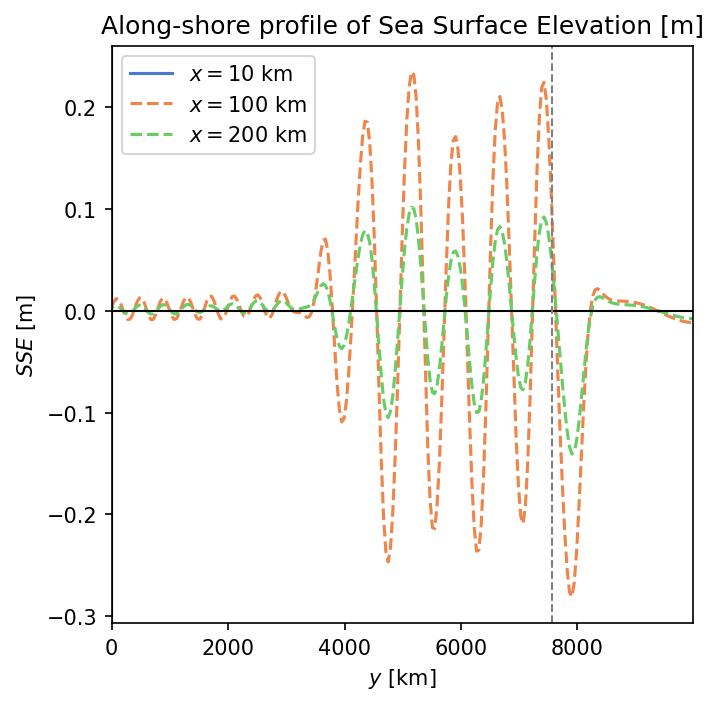 Along-shore profile of Sea Surface Elevation [m]
x = 10 km
x = 100 km
x = 200 km
0.2
0.1
0.0
−0.1
−0.2
−0.3
SSE [m]
0 2000 4000 6000 8000
y [km]